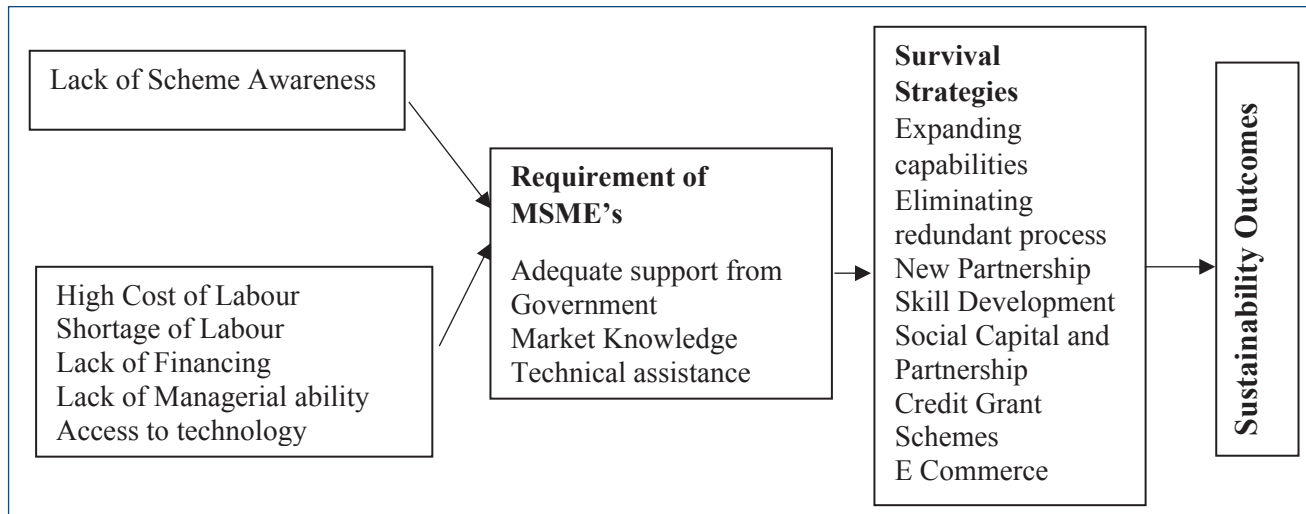 Lack of Scheme Awareness
High Cost of Labour
Shortage of Labour
Lack of Financing
Lack of Managerial ability
Access to technology
Requirement of
MSME’s
Adequate support from
Government
Market Knowledge
Technical assistance
Survival
Strategies
Expanding
capabilities
Eliminating
redundant process
New Partnership
Skill Development
Social Capital and
Partnership
Credit Grant
Schemes
E Commerce
Sustainability Outcomes